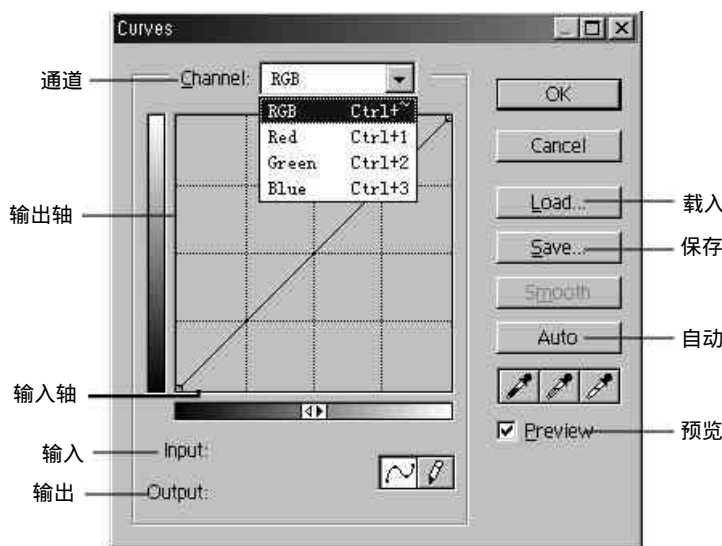 Curves
通道
Channel: RGB
RGB Ctrl+~
Red Ctrl+1
Green Ctrl+2
Blue Ctrl+3
OK
Cancel
Load...
载入
Save...
保存
Smooth
Auto
自动
Preview
预览
输出轴
输入轴
输入
Input:
输出
Output: